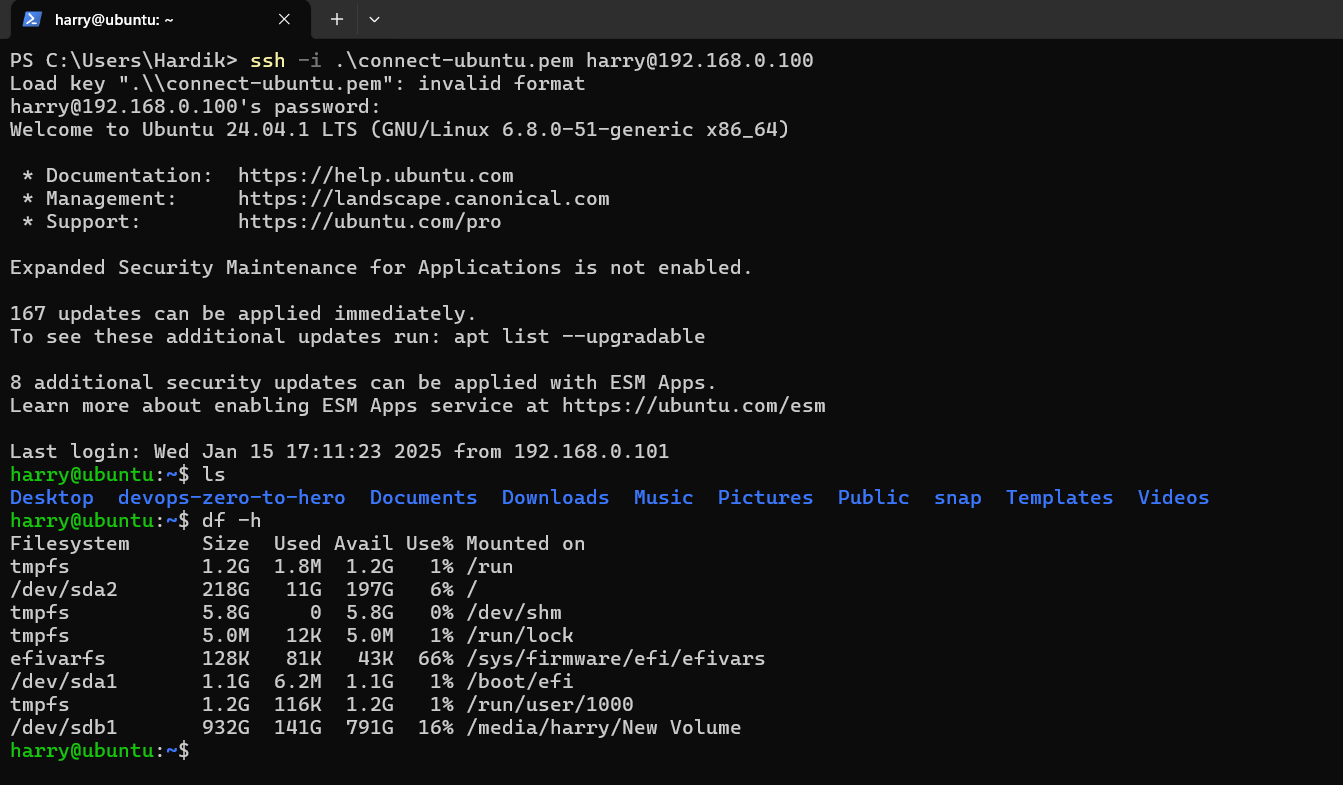 harry@ubuntu: ~
PS C:\Users\Hardik> ssh -i .\connect-ubuntu.pem harry@192.168.0.100
Load key ".\\connect-ubuntu.pem": invalid format
harry@192.168.0.100's password:
Welcome to Ubuntu 24.04.1 LTS (GNU/Linux 6.8.0-51-generic x86_64)

 * Documentation:  https://help.ubuntu.com
 * Management:     https://landscape.canonical.com
 * Support:        https://ubuntu.com/pro

Expanded Security Maintenance for Applications is not enabled.

167 updates can be applied immediately.
To see these additional updates run: apt list --upgradable

8 additional security updates can be applied with ESM Apps.
Learn more about enabling ESM Apps service at https://ubuntu.com/esm

Last login: Wed Jan 15 17:11:23 2025 from 192.168.0.101
harry@ubuntu:~$ ls
Desktop  devops-zero-to-hero  Documents  Downloads  Music  Pictures  Public  snap  Templates  Videos
harry@ubuntu:~$ df -h
Filesystem      Size  Used Avail Use% Mounted on
tmpfs           1.2G  1.8M  1.2G   1% /run
/dev/sda2       218G   11G  197G   6% /
tmpfs           5.8G     0  5.8G   0% /dev/shm
tmpfs           5.0M   12K  5.0M   1% /run/lock
efivarfs        128K   81K   43K  66% /sys/firmware/efi/efivars
/dev/sda1       1.1G  6.2M  1.1G   1% /boot/efi
tmpfs           1.2G  116K  1.2G   1% /run/user/1000
/dev/sdb1       932G  141G  791G  16% /media/harry/New Volume
harry@ubuntu:~$